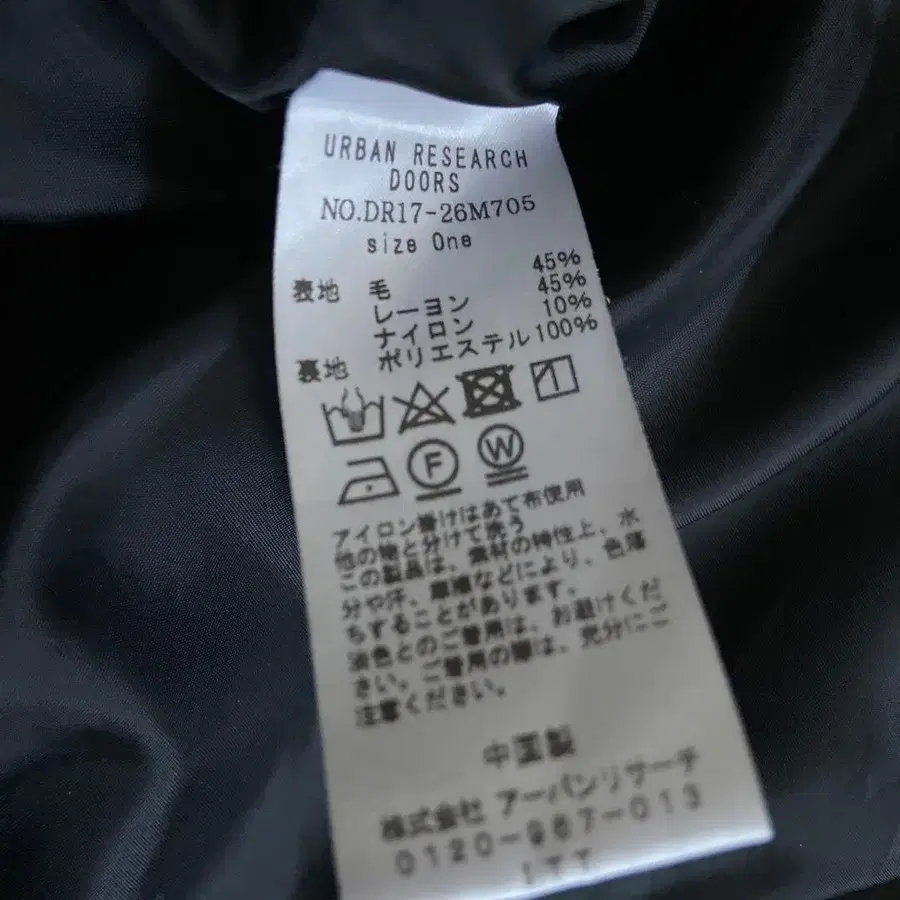 URBAN RESEARCH
DOORS
NO.DR17-26M705
size One
表地 毛 45%
レーヨン 45%
ナイロン 10%
裏地 ポリエステル 100%
F W
アイロン掛けはあて布使用
他の物と分けて洗う
この製品は、素材の特性上、水
分や汗、摩擦などにより、色落
ちすることがあります。
淡色とのご着用は、お避けくだ
さい。ご着用の際は、充分にご
注意ください。
中国製
株式会社 アーバンリサーチ
0120-987-013
ITT